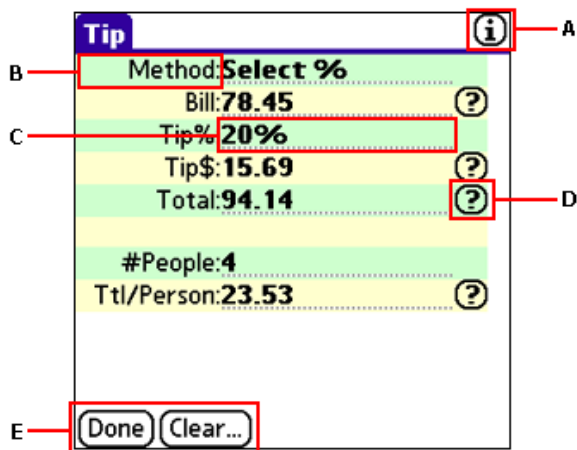 Tip i A
B Method: Select %
Bill: 78.45 ?
C Tip% 20%
Tip$: 15.69 ?
Total: 94.14 ? D
#People: 4
Ttl/Person: 23.53 ?
E Done Clear...